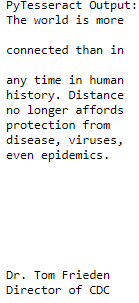 PyTesseract Output:
The world is more
connected than in
any time in human
history. Distance
no longer affords
protection from
disease, viruses,
even epidemics.
Dr. Tom Frieden
Director of CDC